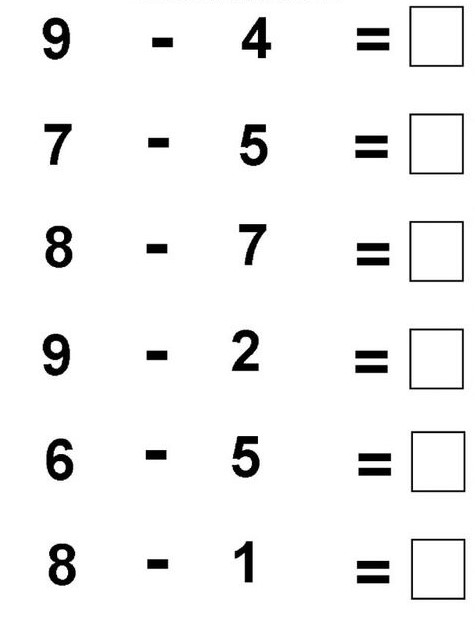 9 - 4 =
7 - 5 =
8 - 7 =
9 - 2 =
6 - 5 =
8 - 1 =